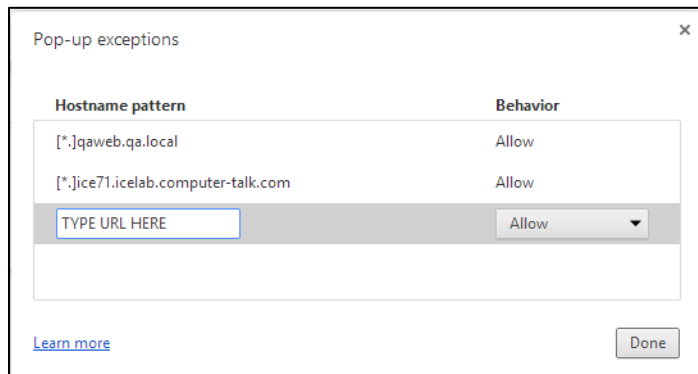 Pop-up exceptions
×
Hostname pattern Behavior
[*.]qaweb.qa.local Allow
[*.]ice71.icelab.computer-talk.com Allow
TYPE URL HERE Allow
Learn more Done